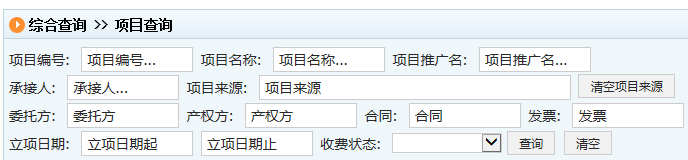 综合查询 >> 项目查询
项目编号: 项目编号... 项目名称: 项目名称... 项目推广名: 项目推广名...
承接人: 承接人... 项目来源: 项目来源 清空项目来源
委托方: 委托方 产权方: 产权方 合同: 合同 发票: 发票
立项日期: 立项日期起 立项日期止 收费状态: 查询 清空